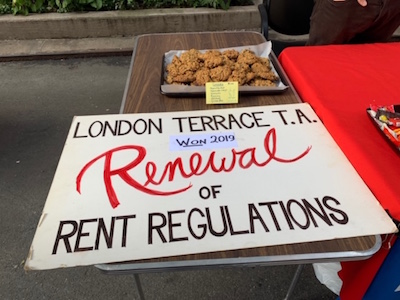 LONDON TERRACE T.A.
WON 2019
Renewal
OF
RENT REGULATIONS